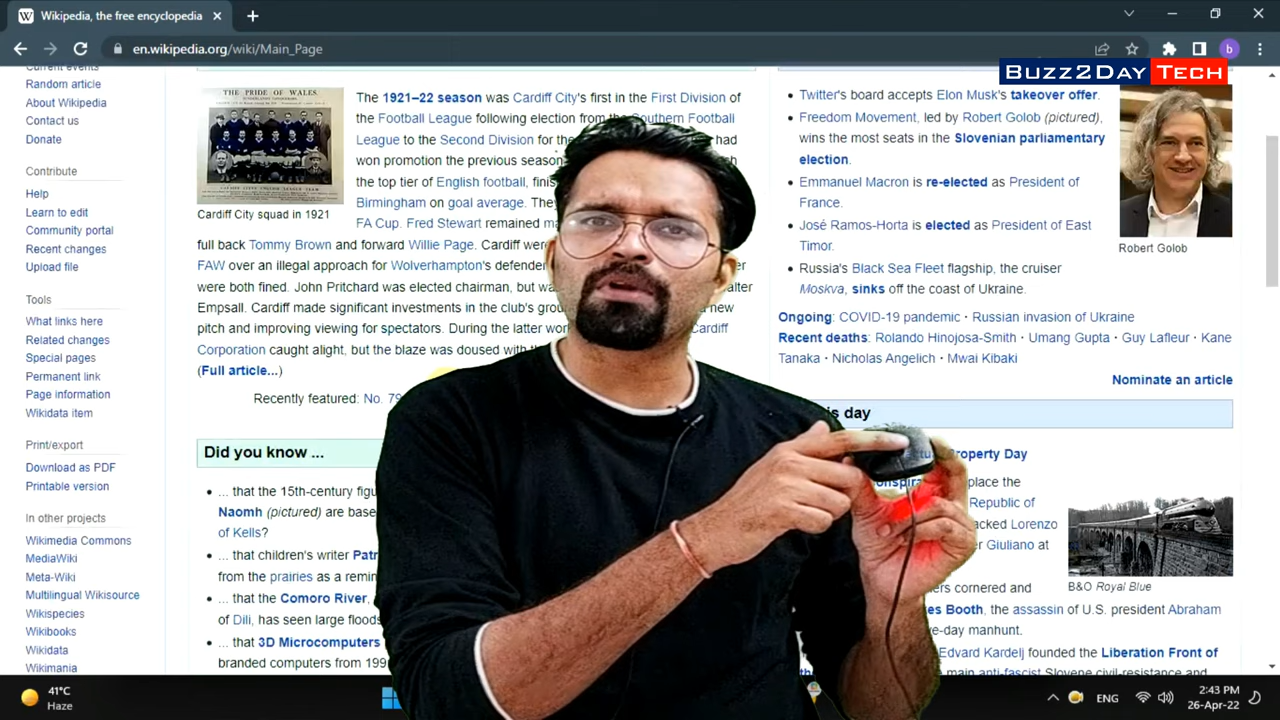 Wikipedia, the free encyclopedia
en.wikipedia.org/wiki/Main_Page
b
BUZZ2DAY TECH
Current events
Random article
About Wikipedia
Contact us
Donate
Contribute
Help
Learn to edit
Community portal
Recent changes
Upload file
Tools
What links here
Related changes
Special pages
Permanent link
Page information
Wikidata item
Print/export
Download as PDF
Printable version
In other projects
Wikimedia Commons
MediaWiki
Meta-Wiki
Multilingual Wikisource
Wikispecies
Wikibooks
Wikidata
Wikimania
THE PRIDE OF WALES.
Cardiff City squad in 1921
The 1921–22 season was Cardiff City's first in the First Division of
the Football League following election from the Southern Football
League to the Second Division for the had
won promotion the previous season
the top tier of English football,
Birmingham on goal average. They
FA Cup. Fred Stewart remained
full back Tommy Brown and forward Willie Page. Cardiff were
FAW over an illegal approach for Wolverhampton's defender
were both fined. John Pritchard was elected chairman, but
Empsall. Cardiff made significant investments in the club's new
pitch and improving viewing for spectators. During the latter Cardiff
Corporation caught alight, but the blaze was doused with
(Full article...)
Recently featured: No. 79
Did you know ...
• ... that the 15th-century
Naomh (pictured) are
of Kells?
• ... that children's writer
from the prairies as a
• ... that the Comoro River,
of Dili, has seen large floods
• ... that 3D Microcomputers
branded computers from
• Twitter's board accepts Elon Musk's takeover offer.
• Freedom Movement, led by Robert Golob (pictured),
wins the most seats in the Slovenian parliamentary
election.
• Emmanuel Macron is re-elected as President of
France.
• José Ramos-Horta is elected as President of East
Timor.
• Russia's Black Sea Fleet flagship, the cruiser
Moskva, sinks off the coast of Ukraine.
Robert Golob
Ongoing: COVID-19 pandemic · Russian invasion of Ukraine
Recent deaths: Rolando Hinojosa-Smith · Umang Gupta · Guy Lafleur · Kane
Tanaka · Nicholas Angelich · Mwai Kibaki
Nominate an article
day
Property Day
place the
Republic of
Lorenzo
Giuliano at
cornered and
Booth, the assassin of U.S. president Abraham
manhunt.
Edvard Kardelj founded the Liberation Front of
main anti-fascist Slovene civil-resistance and
B&O Royal Blue
41°C
Haze
ENG
2:43 PM
26-Apr-22